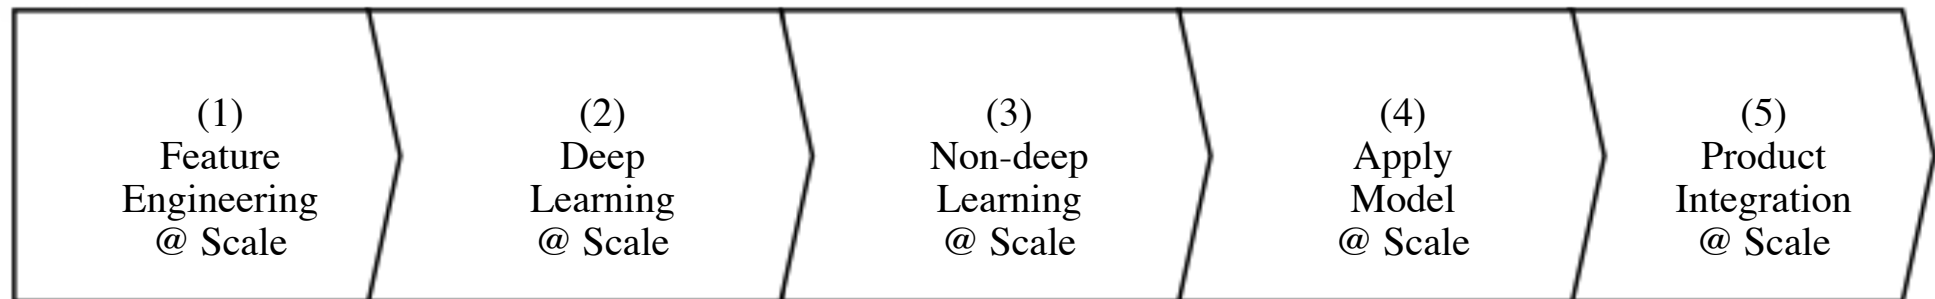 (1)
Feature
Engineering
@ Scale
(2)
Deep
Learning
@ Scale
(3)
Non-deep
Learning
@ Scale
(4)
Apply
Model
@ Scale
(5)
Product
Integration
@ Scale